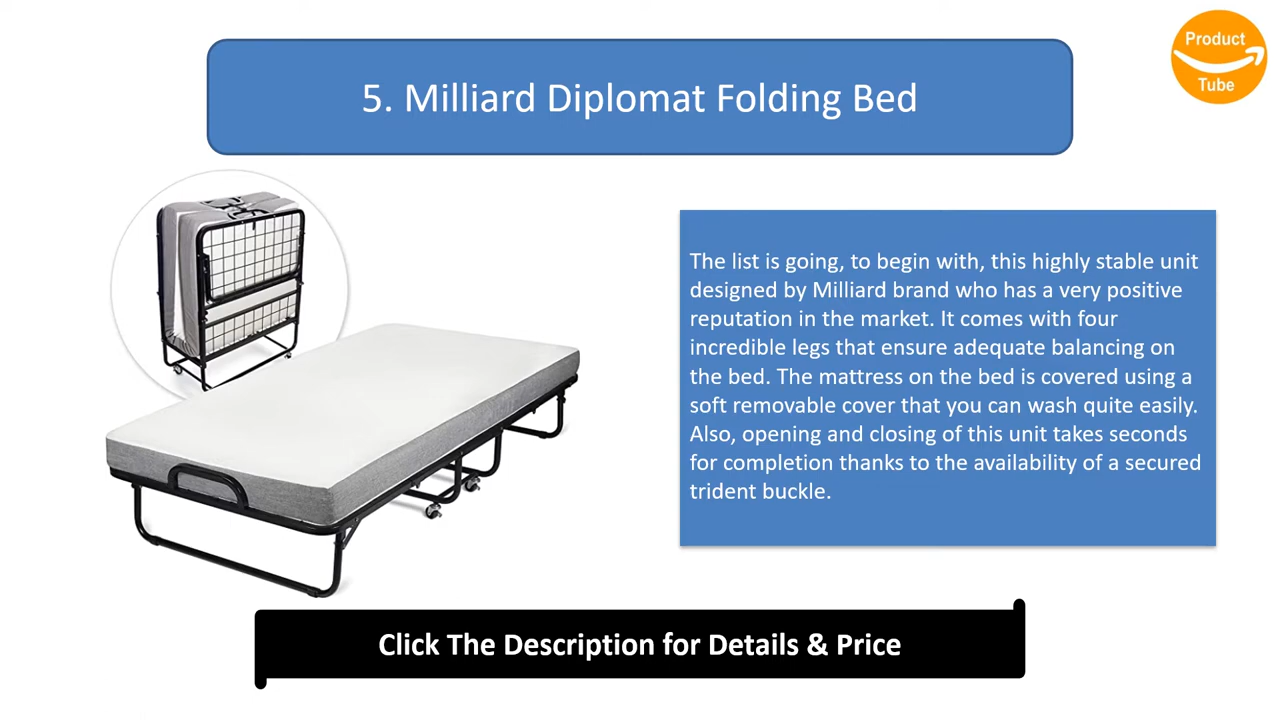 Product
Tube
5. Milliard Diplomat Folding Bed
The list is going, to begin with, this highly stable unit
designed by Milliard brand who has a very positive
reputation in the market. It comes with four
incredible legs that ensure adequate balancing on
the bed. The mattress on the bed is covered using a
soft removable cover that you can wash quite easily.
Also, opening and closing of this unit takes seconds
for completion thanks to the availability of a secured
trident buckle.
Click The Description for Details & Price